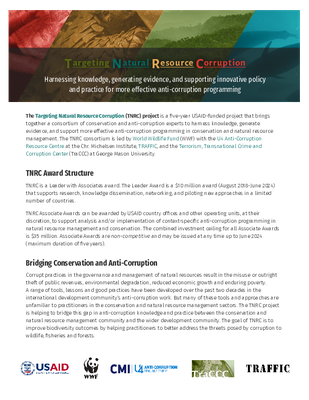 Targeting Natural Resource Corruption
Harnessing knowledge, generating evidence, and supporting innovative policy
and practice for more effective anti-corruption programming
The Targeting Natural Resource Corruption (TNRC) project is a five-year USAID-funded project that brings
together a consortium of conservation and anti-corruption experts to harness knowledge, generate
evidence, and support more effective anti-corruption programming in conservation and natural resource
management. The TNRC consortium is led by World Wildlife Fund (WWF) with the U4 Anti-Corruption
Resource Centre at the Chr. Michelsen Institute, TRAFFIC, and the Terrorism, Transnational Crime and
Corruption Center (TraCCC) at George Mason University.
TNRC Award Structure
TNRC is a Leader with Associates award. The Leader Award is a $10 million award (August 2018-June 2024)
that supports research, knowledge dissemination, networking, and piloting new approaches in a limited
number of countries.
TNRC Associate Awards can be awarded by USAID country offices and other operating units, at their
discretion, to support analysis and/or implementation of context-specific anti-corruption programming in
natural resource management and conservation. The combined investment ceiling for all Associate Awards
is $35 million. Associate Awards are non-competitive and may be issued at any time up to June 2024
(maximum duration of five years).
Bridging Conservation and Anti-Corruption
Corrupt practices in the governance and management of natural resources result in the misuse or outright
theft of public revenues, environmental degradation, reduced economic growth and enduring poverty.
A range of tools, lessons and good practices have been developed over the past two decades in the
international development community's anti-corruption work. But many of these tools and approaches are
unfamiliar to practitioners in the conservation and natural resource management sectors. The TNRC project
is helping to bridge this gap in anti-corruption knowledge and practice between the conservation and
natural resource management community and the wider development community. The goal of TNRC is to
improve biodiversity outcomes by helping practitioners to better address the threats posed by corruption to
wildlife, fisheries and forests.
USAID
WWF
CMI U4 ANTI-CORRUPTION
TraCCC
TRAFFIC